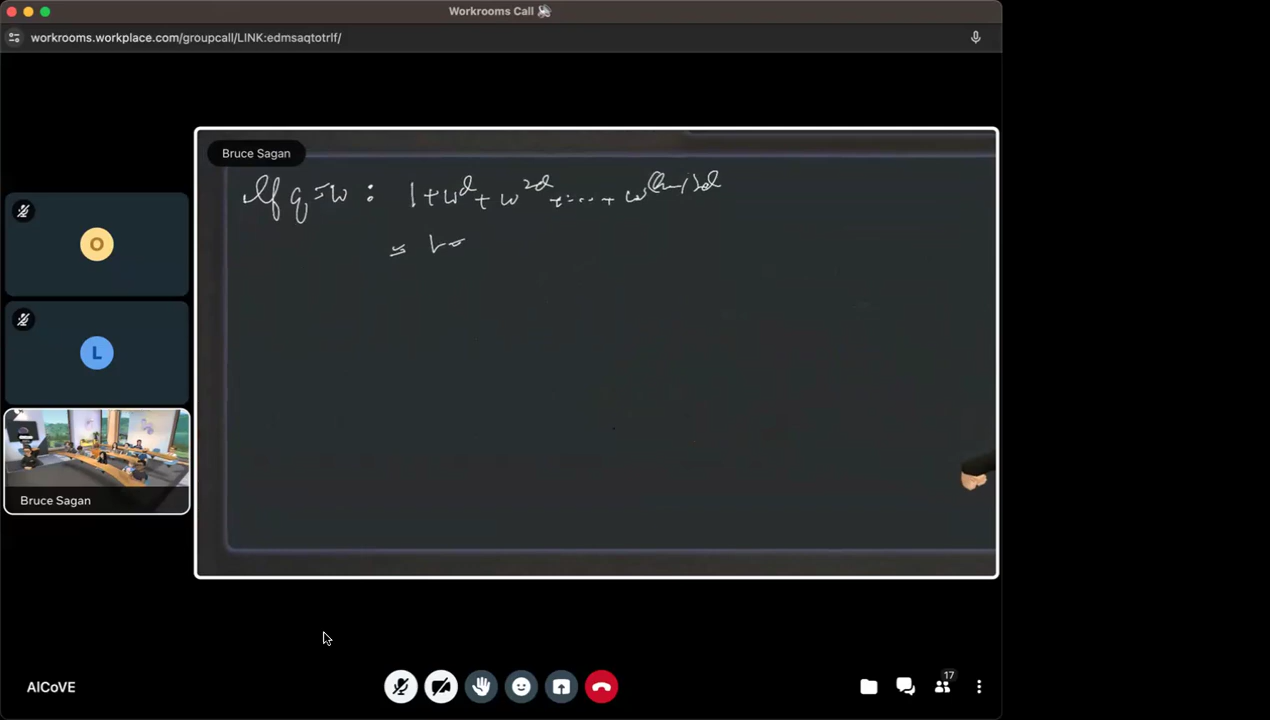 Workrooms Call
workrooms.workplace.com/groupcall/LINK:edmsaqtotrlf/
Bruce Sagan
If q = ω : 1 + ω^d + ω^{2d} + ... + ω^{(m-1)d}
=
O
L
Bruce Sagan
AICoVE
17